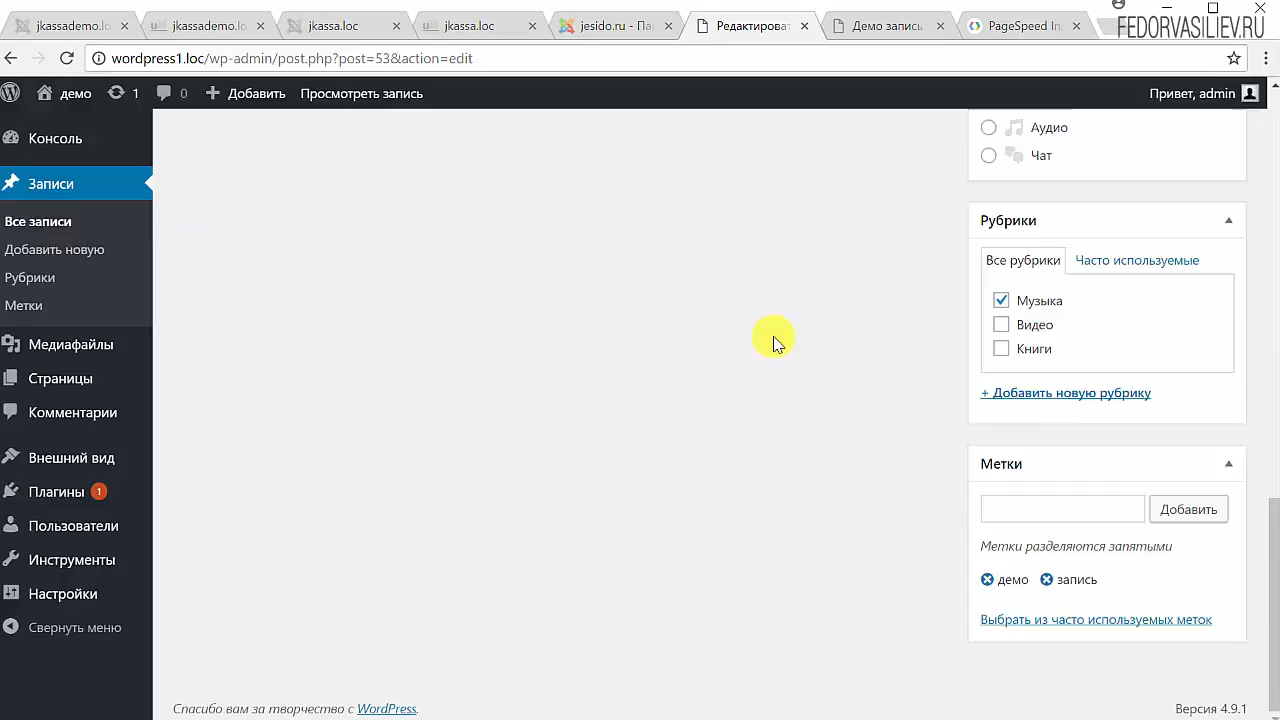 jkassademo.lo
jkassademo.lo
jkassa.loc
jkassa.loc
jesido.ru - Па
Редактироват
Демо запись
PageSpeed In
FEDORVASILIEV.RU
wordpress1.loc/wp-admin/post.php?post=53&action=edit
демо
1
0
Добавить
Просмотреть запись
Привет, admin
Консоль
Записи
Все записи
Добавить новую
Рубрики
Метки
Медиафайлы
Страницы
Комментарии
Внешний вид
Плагины 1
Пользователи
Инструменты
Настройки
Свернуть меню
Аудио
Чат
Рубрики
Все рубрики
Часто используемые
Музыка
Видео
Книги
+ Добавить новую рубрику
Метки
Добавить
Метки разделяются запятыми
демо
запись
Выбрать из часто используемых меток
Спасибо вам за творчество с WordPress.
Версия 4.9.1